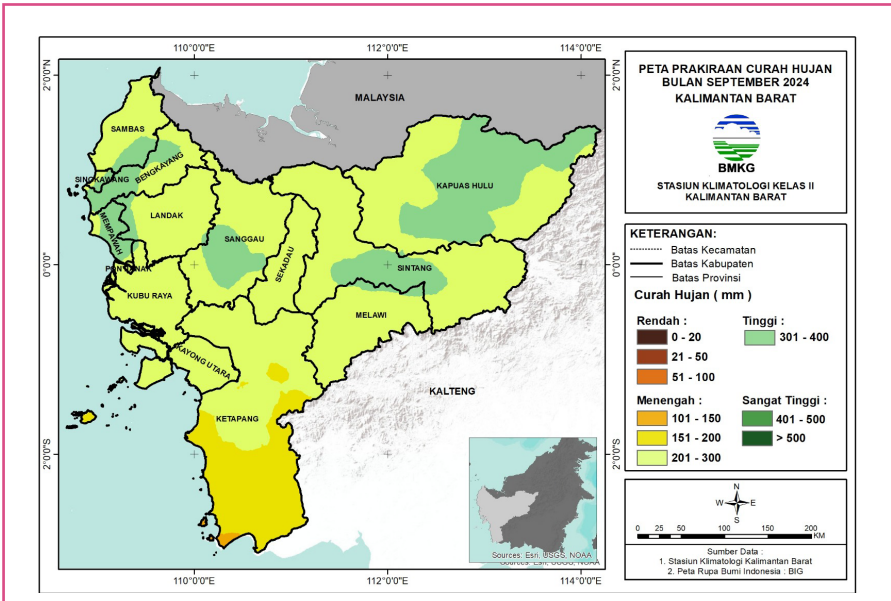 110°0'0"E
112°0'0"E
114°0'0"E
2°0'0"N
2°0'0"N
PETA PRAKIRAAN CURAH HUJAN
BULAN SEPTEMBER 2024
KALIMANTAN BARAT
BMKG
STASIUN KLIMATOLOGI KELAS II
KALIMANTAN BARAT
MALAYSIA
SAMBAS
SINGKAWANG
BENGKAYANG
KAPUAS HULU
LANDAK
MEMPAWAH
SANGGAU
SEKADAU
SINTANG
0°0'0"
0°0'0"
KUBU RAYA
MELAWI
KAYONG UTARA
KALTENG
KETAPANG
2°0'0"S
2°0'0"S
KETERANGAN:
Batas Kecamatan
Batas Kabupaten
Batas Provinsi
Curah Hujan ( mm )
Rendah :
0 - 20
21 - 50
51 - 100
Tinggi :
301 - 400
Menengah :
101 - 150
151 - 200
201 - 300
Sangat Tinggi :
401 - 500
> 500
N
W
E
S
0 25 50 100 150 200
KM
Sumber Data :
1. Stasiun Klimatologi Kalimantan Barat
2. Peta Rupa Bumi Indonesia : BIG
Sources: Esri, USGS, NOAA
Sources: Esri, USGS, NOAA
110°0'0"E
112°0'0"E
114°0'0"E